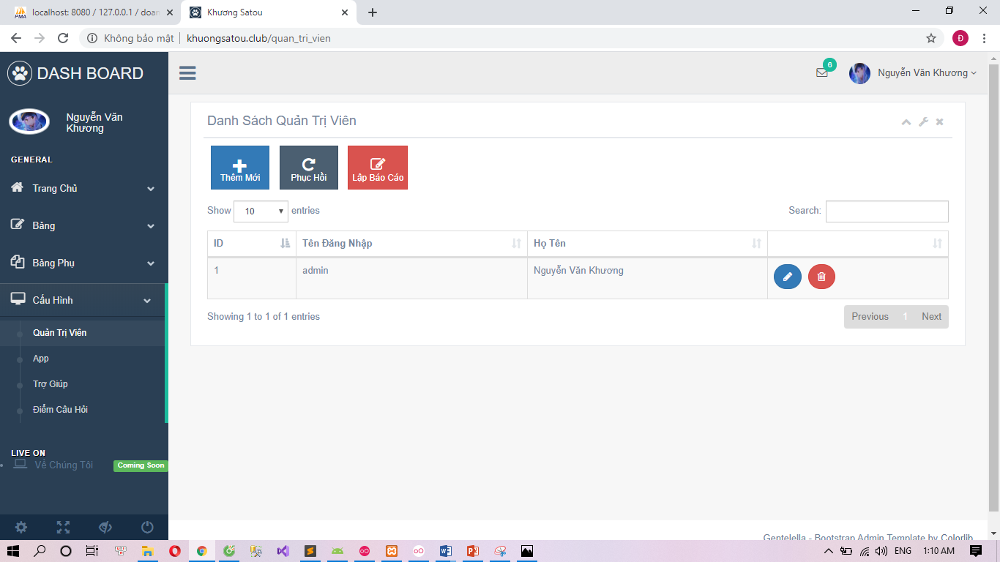 localhost: 8080 / 127.0.0.1 / doan
Khương Satou
Không bảo mật
khuongsatou.club/quan_tri_vien
Đ
DASH BOARD
6
Nguyễn Văn Khương
Nguyễn Văn
Khương
GENERAL
Trang Chủ
Bảng
Bảng Phụ
Cấu Hình
Quản Trị Viên
App
Trợ Giúp
Điểm Câu Hỏi
LIVE ON
Về Chúng Tôi
Coming Soon
Danh Sách Quản Trị Viên
Thêm Mới
Phục Hồi
Lập Báo Cáo
Show 10 entries
Search:
ID Tên Đăng Nhập Họ Tên
1 admin Nguyễn Văn Khương
Showing 1 to 1 of 1 entries
Previous 1 Next
Gentelella - Bootstrap Admin Template by Colorlib
ENG
1:10 AM